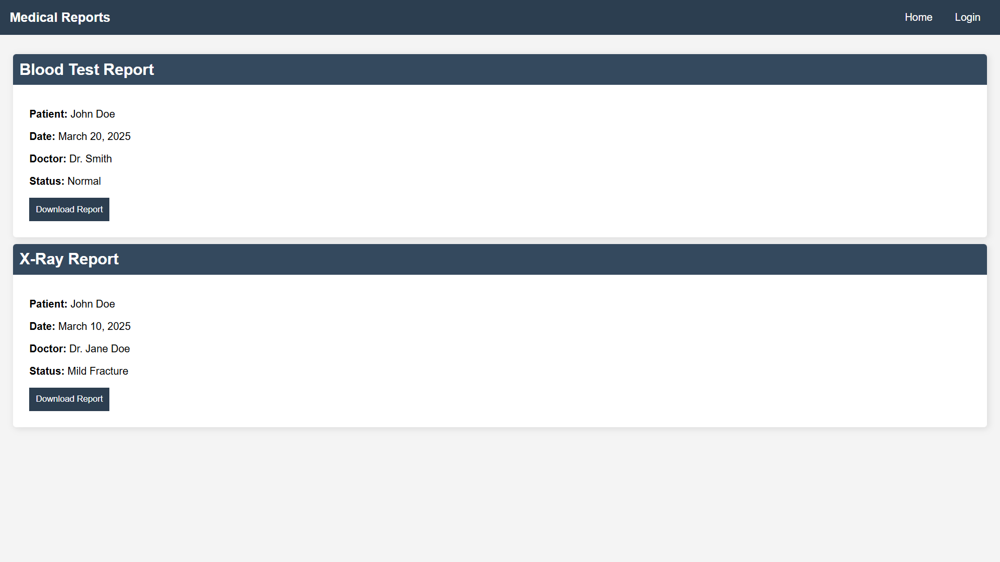 Medical Reports
Home
Login
Blood Test Report
Patient: John Doe
Date: March 20, 2025
Doctor: Dr. Smith
Status: Normal
Download Report
X-Ray Report
Patient: John Doe
Date: March 10, 2025
Doctor: Dr. Jane Doe
Status: Mild Fracture
Download Report